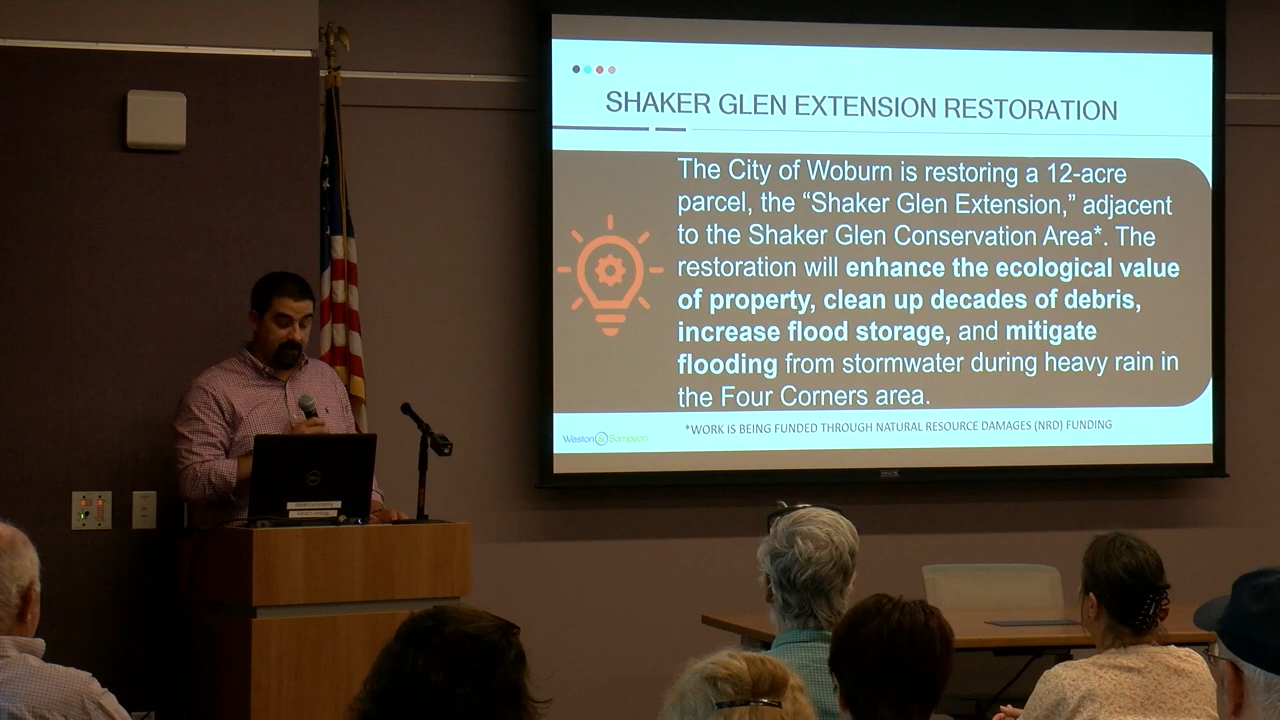 SHAKER GLEN EXTENSION RESTORATION
The City of Woburn is restoring a 12-acre
parcel, the “Shaker Glen Extension,” adjacent
to the Shaker Glen Conservation Area*. The
restoration will enhance the ecological value
of property, clean up decades of debris,
increase flood storage, and mitigate
flooding from stormwater during heavy rain in
the Four Corners area.
*WORK IS BEING FUNDED THROUGH NATURAL RESOURCE DAMAGES (NRD) FUNDING
Weston & Sampson
DELL